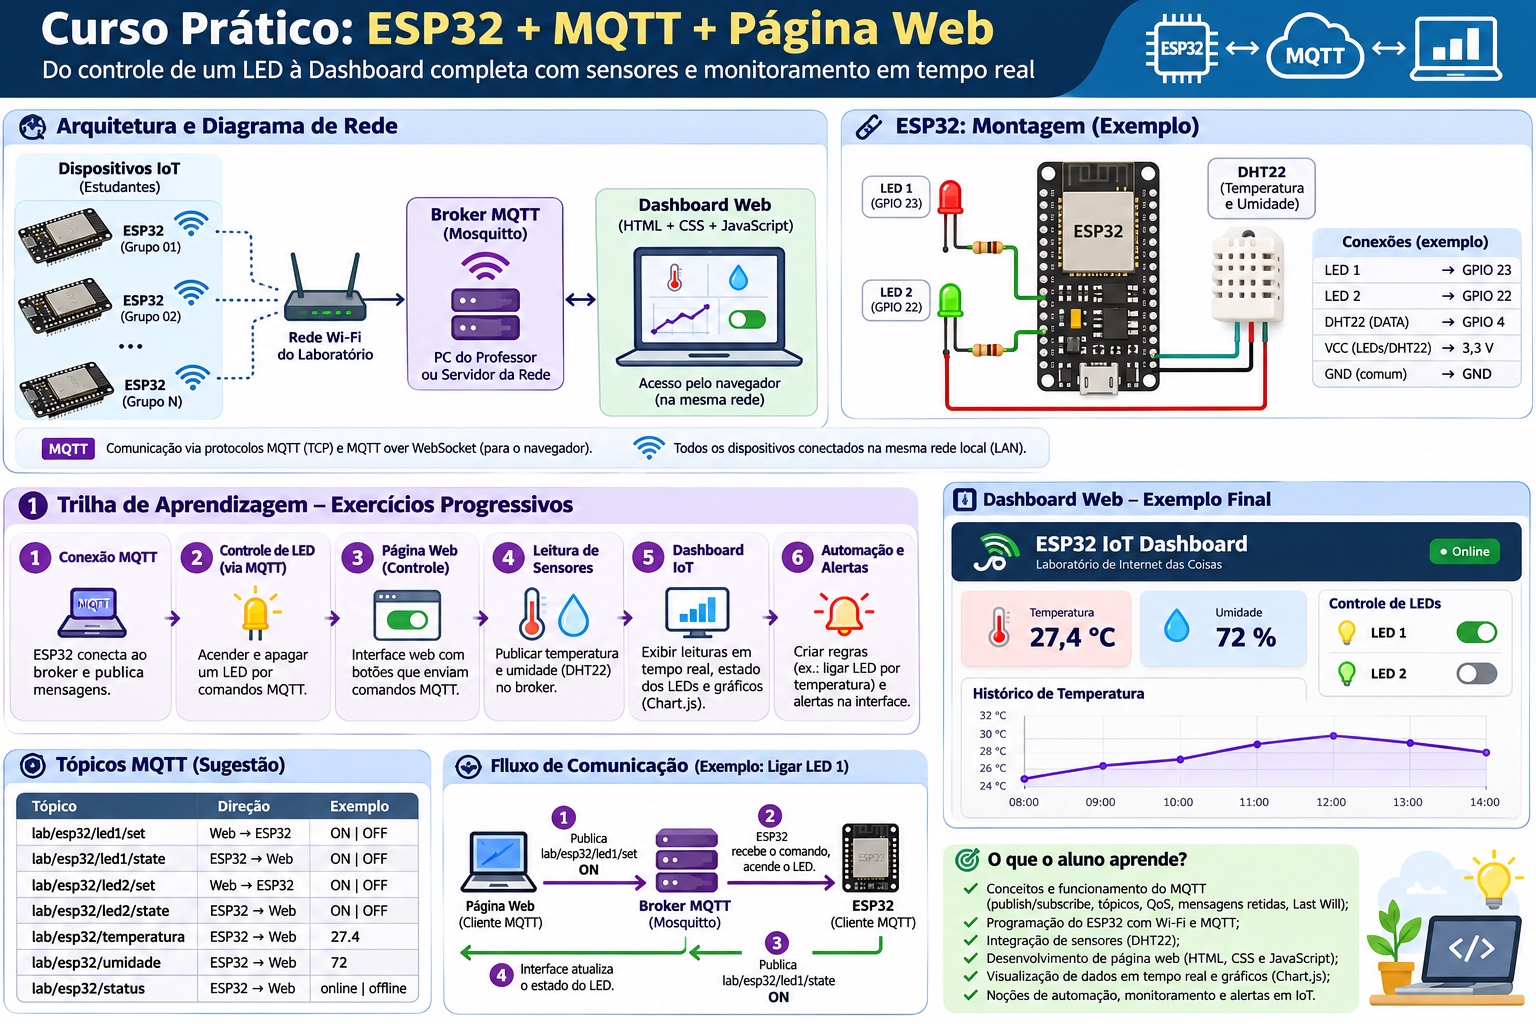 Curso Prático: ESP32 + MQTT + Página Web
Do controle de um LED à Dashboard completa com sensores e monitoramento em tempo real
ESP32
MQTT
Arquitetura e Diagrama de Rede
Dispositivos IoT
(Estudantes)
ESP32
(Grupo 01)
ESP32
(Grupo 02)
...
ESP32
(Grupo N)
Rede Wi-Fi
do Laboratório
Broker MQTT
(Mosquitto)
PC do Professor
ou Servidor da Rede
Dashboard Web
(HTML + CSS + JavaScript)
Acesso pelo navegador
(na mesma rede)
MQTT
Comunicação via protocolos MQTT (TCP) e MQTT over WebSocket (para o navegador).
Todos os dispositivos conectados na mesma rede local (LAN).
ESP32: Montagem (Exemplo)
LED 1
(GPIO 23)
LED 2
(GPIO 22)
ESP32
DHT22
(Temperatura
e Umidade)
Conexões (exemplo)
LED 1 → GPIO 23
LED 2 → GPIO 22
DHT22 (DATA) → GPIO 4
VCC (LEDs/DHT22) → 3,3 V
GND (comum) → GND
1 Trilha de Aprendizagem – Exercícios Progressivos
1 Conexão MQTT
MQTT
ESP32 conecta ao
broker e publica
mensagens.
2 Controle de LED
(via MQTT)
Acender e apagar
um LED por
comandos MQTT.
3 Página Web
(Controle)
Interface web com
botões que enviam
comandos MQTT.
4 Leitura de
Sensores
Publicar temperatura
e umidade (DHT22)
no broker.
5 Dashboard
IoT
Exibir leituras em
tempo real, estado
dos LEDs e gráficos
(Chart.js).
6 Automação e
Alertas
Criar regras
(ex.: ligar LED por
temperatura) e
alertas na interface.
Dashboard Web – Exemplo Final
ESP32 IoT Dashboard
Laboratório de Internet das Coisas
Online
Temperatura
27,4 °C
Umidade
72 %
Controle de LEDs
LED 1
LED 2
Histórico de Temperatura
32 °C
30 °C
28 °C
26 °C
24 °C
08:00 09:00 10:00 11:00 12:00 13:00 14:00
Tópicos MQTT (Sugestão)
Tópico Direção Exemplo
lab/esp32/led1/set Web → ESP32 ON | OFF
lab/esp32/led1/state ESP32 → Web ON | OFF
lab/esp32/led2/set Web → ESP32 ON | OFF
lab/esp32/led2/state ESP32 → Web ON | OFF
lab/esp32/temperatura ESP32 → Web 27.4
lab/esp32/umidade ESP32 → Web 72
lab/esp32/status ESP32 → Web online | offline
Flluxo de Comunicação (Exemplo: Ligar LED 1)
1
Publica
lab/esp32/led1/set
ON
2
ESP32
recebe o comando,
acende o LED.
ESP32
Página Web
(Cliente MQTT)
Broker MQTT
(Mosquitto)
ESP32
(Cliente MQTT)
3
Publica
lab/esp32/led1/state
ON
4 Interface atualiza
o estado do LED.
O que o aluno aprende?
Conceitos e funcionamento do MQTT
(publish/subscribe, tópicos, QoS, mensagens retidas, Last Will);
Programação do ESP32 com Wi-Fi e MQTT;
Integração de sensores (DHT22);
Desenvolvimento de página web (HTML, CSS e JavaScript);
Visualização de dados em tempo real e gráficos (Chart.js);
Noções de automação, monitoramento e alertas em IoT.